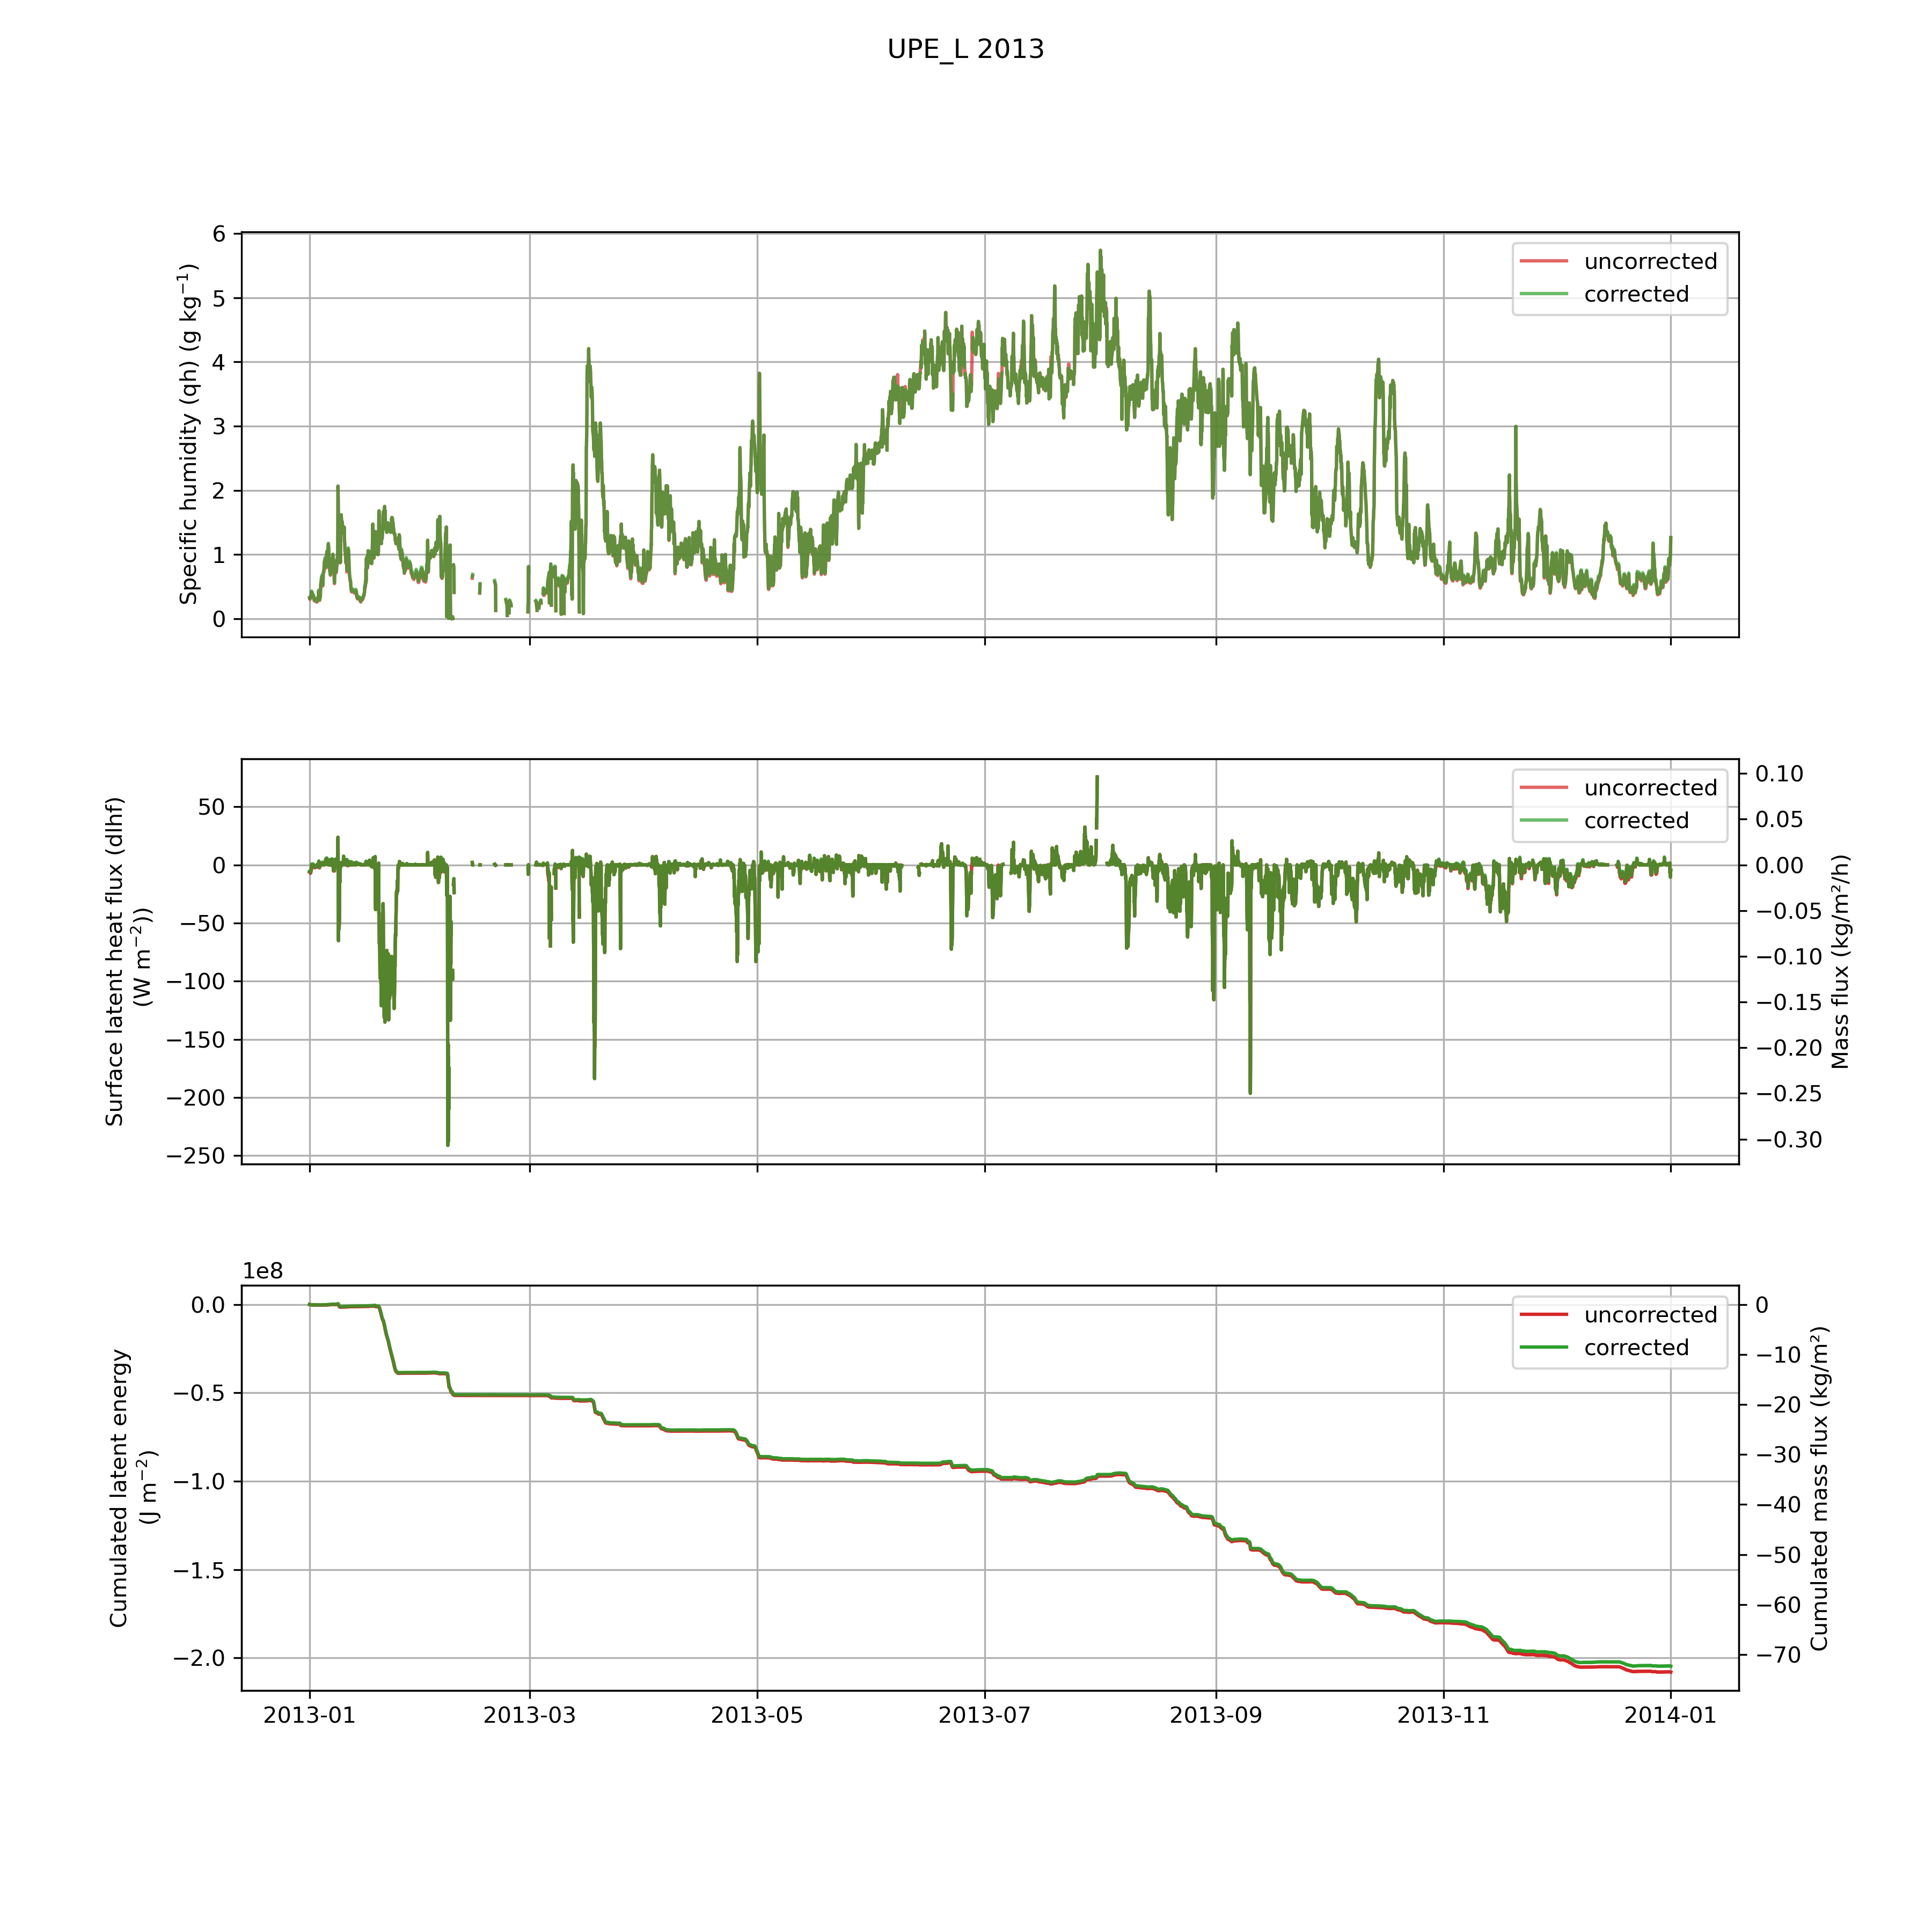 UPE_L 2013
Specific humidity (qh) (g kg⁻¹)
6
5
4
3
2
1
0
uncorrected
corrected
Surface latent heat flux (dlhf)
(W m⁻²))
50
0
−50
−100
−150
−200
−250
uncorrected
corrected
0.10
0.05
0.00
−0.05
−0.10
−0.15
−0.20
−0.25
−0.30
Mass flux (kg/m²/h)
1e8
Cumulated latent energy
(J m⁻²)
0.0
−0.5
−1.0
−1.5
−2.0
uncorrected
corrected
0
−10
−20
−30
−40
−50
−60
−70
Cumulated mass flux (kg/m²)
2013-01
2013-03
2013-05
2013-07
2013-09
2013-11
2014-01